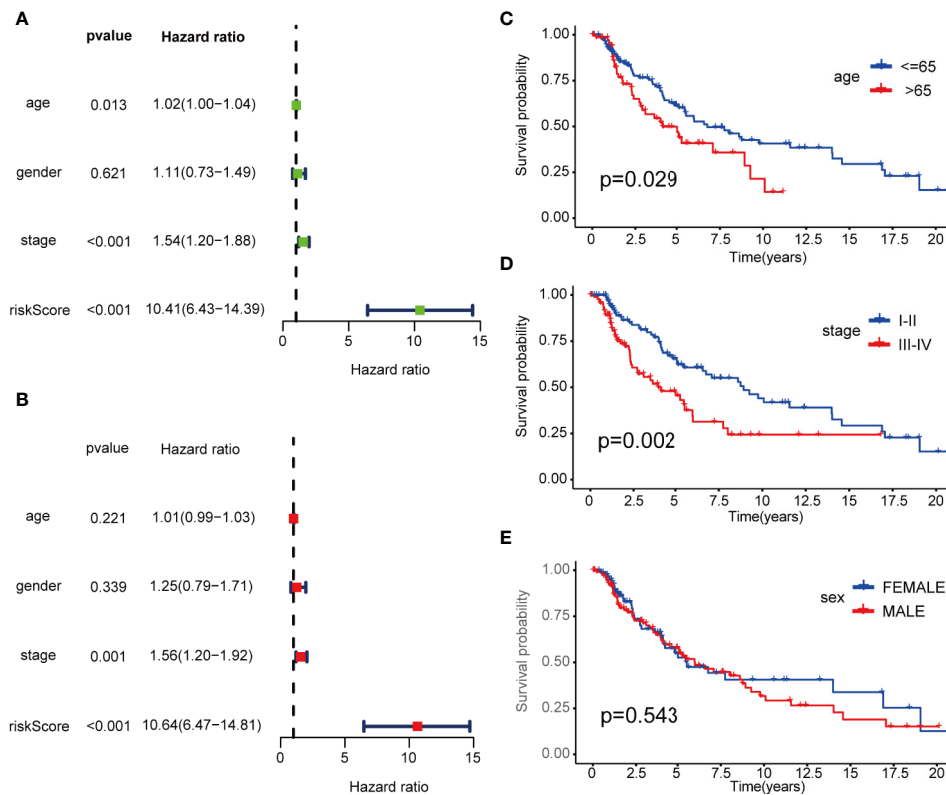 A
pvalue Hazard ratio
age 0.013 1.02(1.00−1.04)
gender 0.621 1.11(0.73−1.49)
stage <0.001 1.54(1.20−1.88)
riskScore <0.001 10.41(6.43−14.39)
0 5 10 15
Hazard ratio
B
pvalue Hazard ratio
age 0.221 1.01(0.99−1.03)
gender 0.339 1.25(0.79−1.71)
stage 0.001 1.56(1.20−1.92)
riskScore <0.001 10.64(6.47−14.81)
0 5 10 15
Hazard ratio
C
Survival probability
1.00
0.75
0.50
0.25
0.00
age
<=65
>65
p=0.029
0 2.5 5 7.5 10 12.5 15 17.5 20
Time(years)
D
Survival probability
1.00
0.75
0.50
0.25
0.00
stage
I-II
III-IV
p=0.002
0 2.5 5 7.5 10 12.5 15 17.5 20
Time(years)
E
Survival probability
1.00
0.75
0.50
0.25
0.00
sex
FEMALE
MALE
p=0.543
0 2.5 5 7.5 10 12.5 15 17.5 20
Time(years)